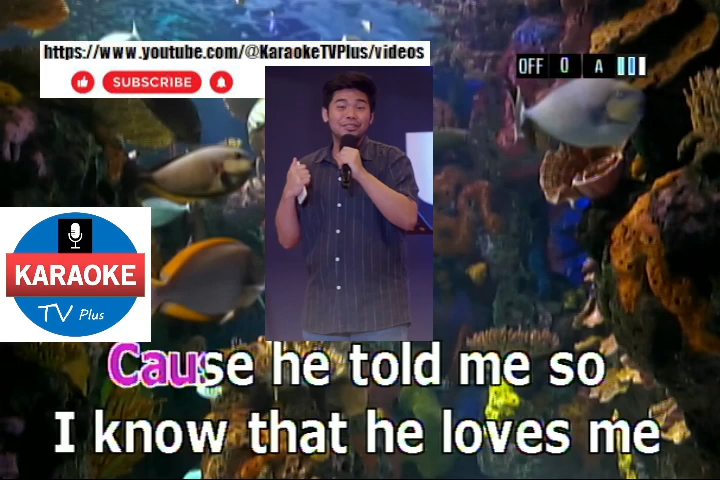 https://www.youtube.com/@KaraokeTVPlus/videos
SUBSCRIBE
OFF 0 A
KARAOKE
TV Plus
Cause he told me so
I know that he loves me